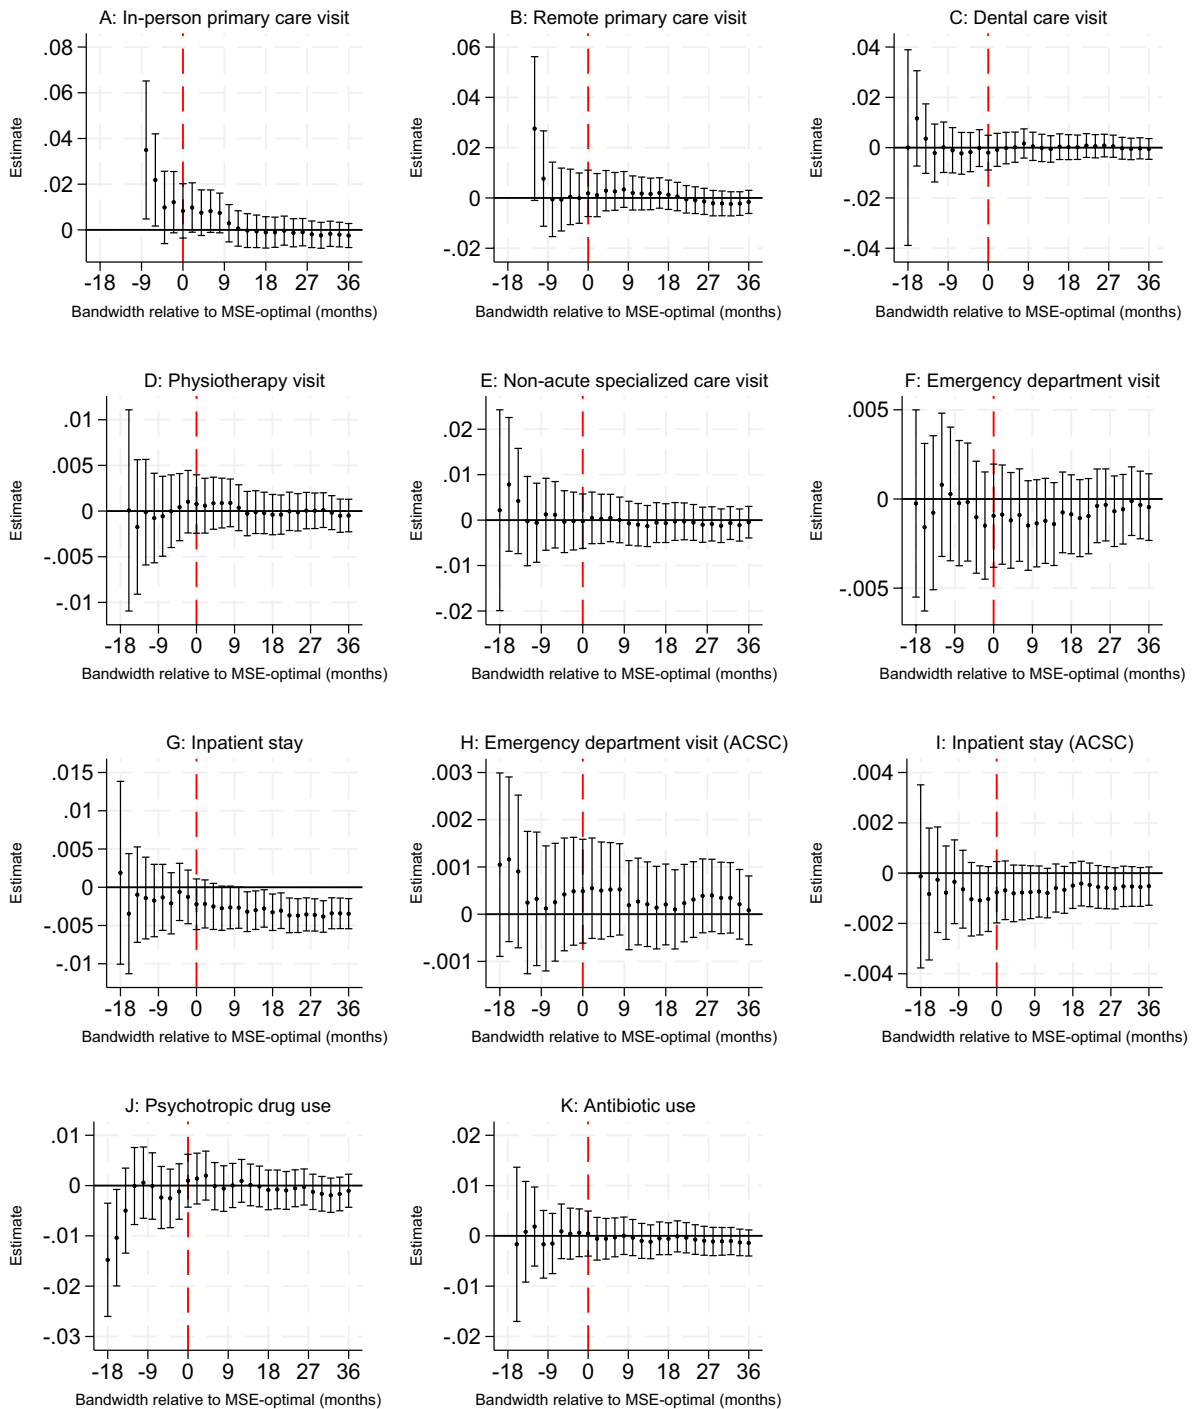 A: In-person primary care visit
.08
.06
.04
.02
0
Estimate
-18 -9 0 9 18 27 36
Bandwidth relative to MSE-optimal (months)
B: Remote primary care visit
.06
.04
.02
0
-.02
Estimate
-18 -9 0 9 18 27 36
Bandwidth relative to MSE-optimal (months)
C: Dental care visit
.04
.02
0
-.02
-.04
Estimate
-18 -9 0 9 18 27 36
Bandwidth relative to MSE-optimal (months)
D: Physiotherapy visit
.01
.005
0
-.005
-.01
Estimate
-18 -9 0 9 18 27 36
Bandwidth relative to MSE-optimal (months)
E: Non-acute specialized care visit
.02
.01
0
-.01
-.02
Estimate
-18 -9 0 9 18 27 36
Bandwidth relative to MSE-optimal (months)
F: Emergency department visit
.005
0
-.005
Estimate
-18 -9 0 9 18 27 36
Bandwidth relative to MSE-optimal (months)
G: Inpatient stay
.015
.01
.005
0
-.005
-.01
Estimate
-18 -9 0 9 18 27 36
Bandwidth relative to MSE-optimal (months)
H: Emergency department visit (ACSC)
.003
.002
.001
0
-.001
Estimate
-18 -9 0 9 18 27 36
Bandwidth relative to MSE-optimal (months)
I: Inpatient stay (ACSC)
.004
.002
0
-.002
-.004
Estimate
-18 -9 0 9 18 27 36
Bandwidth relative to MSE-optimal (months)
J: Psychotropic drug use
.01
0
-.01
-.02
-.03
Estimate
-18 -9 0 9 18 27 36
Bandwidth relative to MSE-optimal (months)
K: Antibiotic use
.02
.01
0
-.01
-.02
Estimate
-18 -9 0 9 18 27 36
Bandwidth relative to MSE-optimal (months)